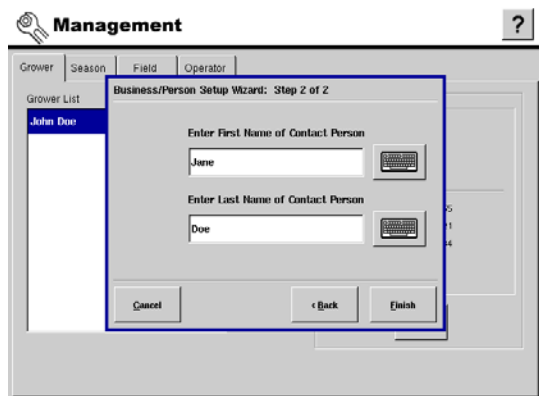 Management
?
Grower Season Field Operator
Grower List
John Doe
Business/Person Setup Wizard: Step 2 of 2
Enter First Name of Contact Person
Jane
Enter Last Name of Contact Person
Doe
Cancel
‹ Back
Finish